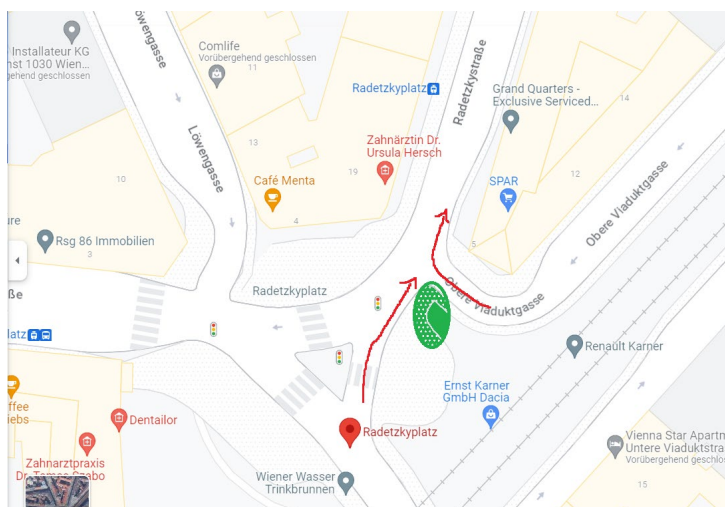 öwengasse
Installateur KG
nst 1030 Wien...
gehend geschlossen
Comlife
Vorübergehend geschlossen
11
Radetzkyplatz
Radetzkystraße
Grand Quarters -
Exclusive Serviced...
14
Löwengasse
13
Zahnärztin Dr.
Ursula Hersch
19
10
Café Menta
4
SPAR
12
Obere Viaduktgasse
ure
Rsg 86 Immobilien
3
5
Radetzkyplatz
Obere Viaduktgasse
ße
latz
Renault Karner
Ernst Karner
GmbH Dacia
ffee
iebs
Dentailor
Radetzkyplatz
Zahnarztpraxis
Wiener Wasser
Trinkbrunnen
Vienna Star Apartm
Untere Viaduktstra
Vorübergehend geschlo
15